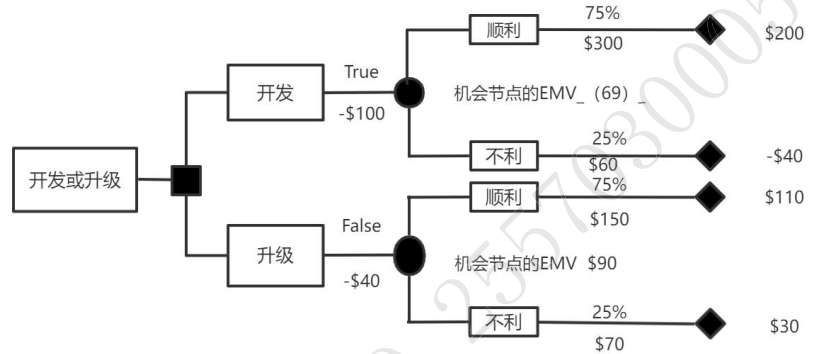 75%
顺利
$200
$300
True
开发
机会节点的EMV_（69）_
-$100
25%
不利
-$40
$60
开发或升级
75%
顺利
$110
$150
False
升级
机会节点的EMV $90
-$40
25%
不利
$30
$70